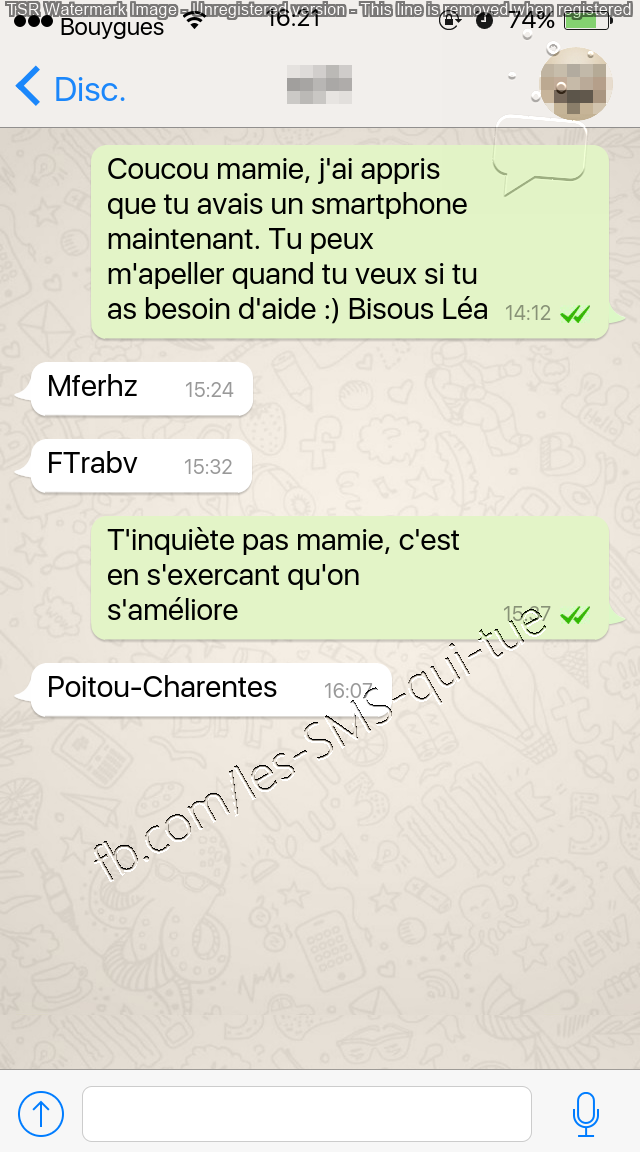 TSR Watermark Image - Unregistered version - This line is removed when registered
Bouygues 16:21 74%
Disc.
Coucou mamie, j'ai appris
que tu avais un smartphone
maintenant. Tu peux
m'apeller quand tu veux si tu
as besoin d'aide :) Bisous Léa 14:12
Mferhz 15:24
FTrabv 15:32
T'inquiète pas mamie, c'est
en s'exercant qu'on
s'améliore 15:37
Poitou-Charentes 16:07
fb.com/les-SMS-qui-tue